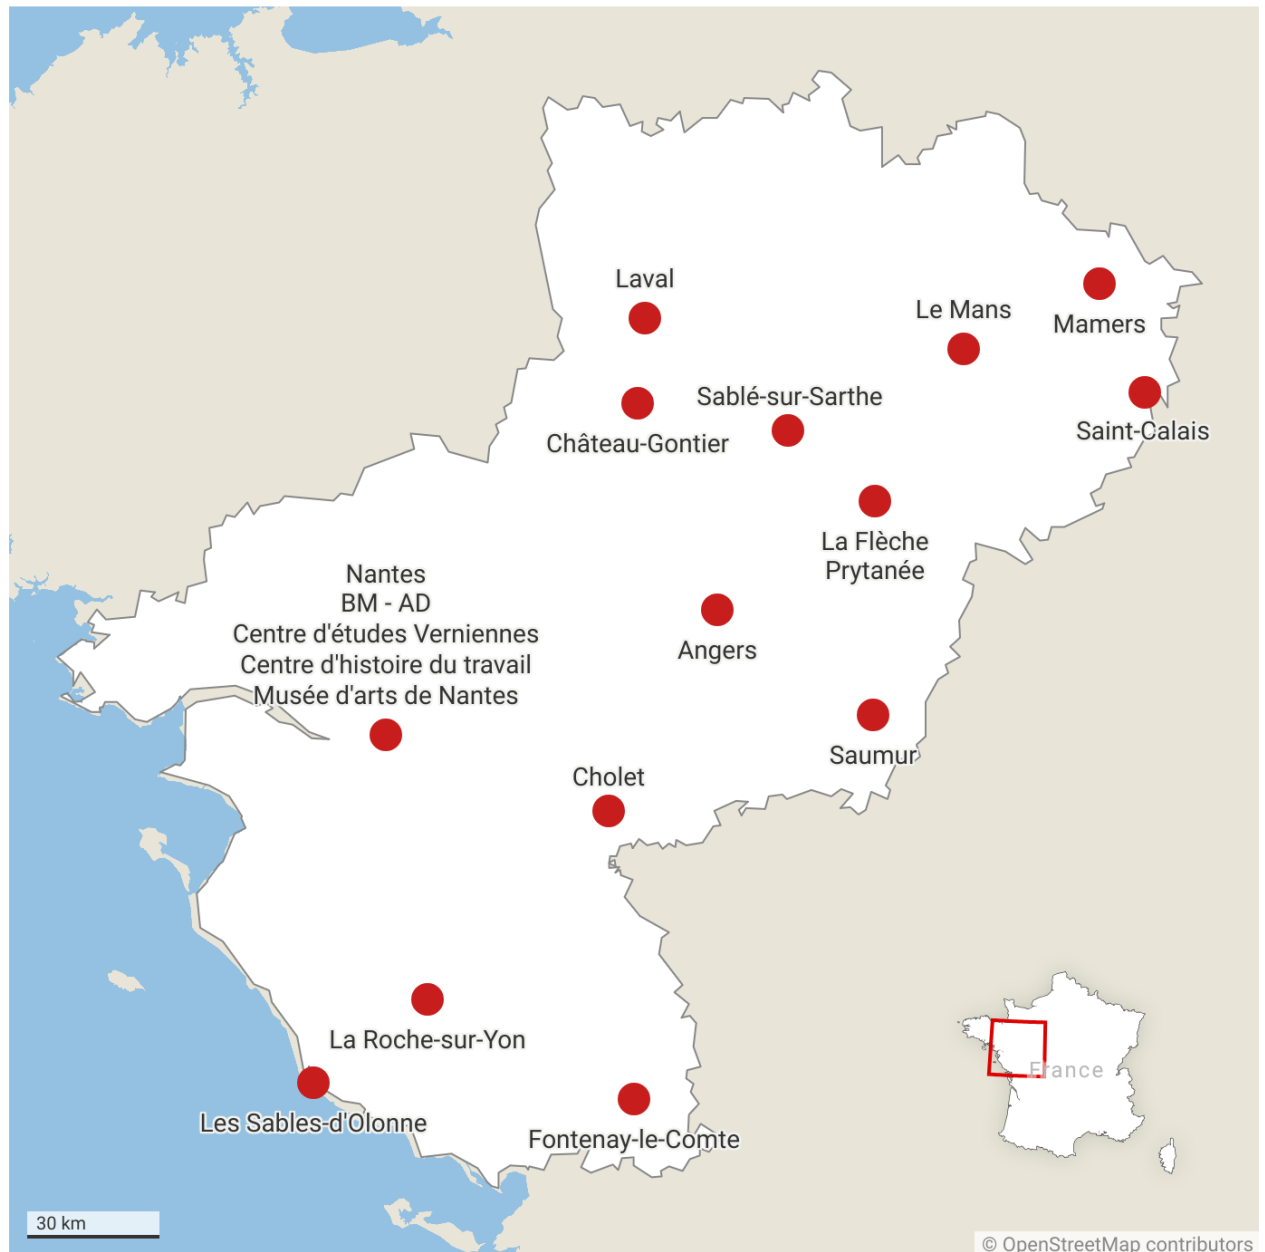 Laval
Le Mans
Mamers
Sablé-sur-Sarthe
Château-Gontier
Saint-Calais
La Flèche
Prytanée
Nantes
BM - AD
Centre d'études Verniennes
Centre d'histoire du travail
Musée d'arts de Nantes
Angers
Saumur
Cholet
La Roche-sur-Yon
Les Sables-d'Olonne
Fontenay-le-Comte
France
30 km
© OpenStreetMap contributors